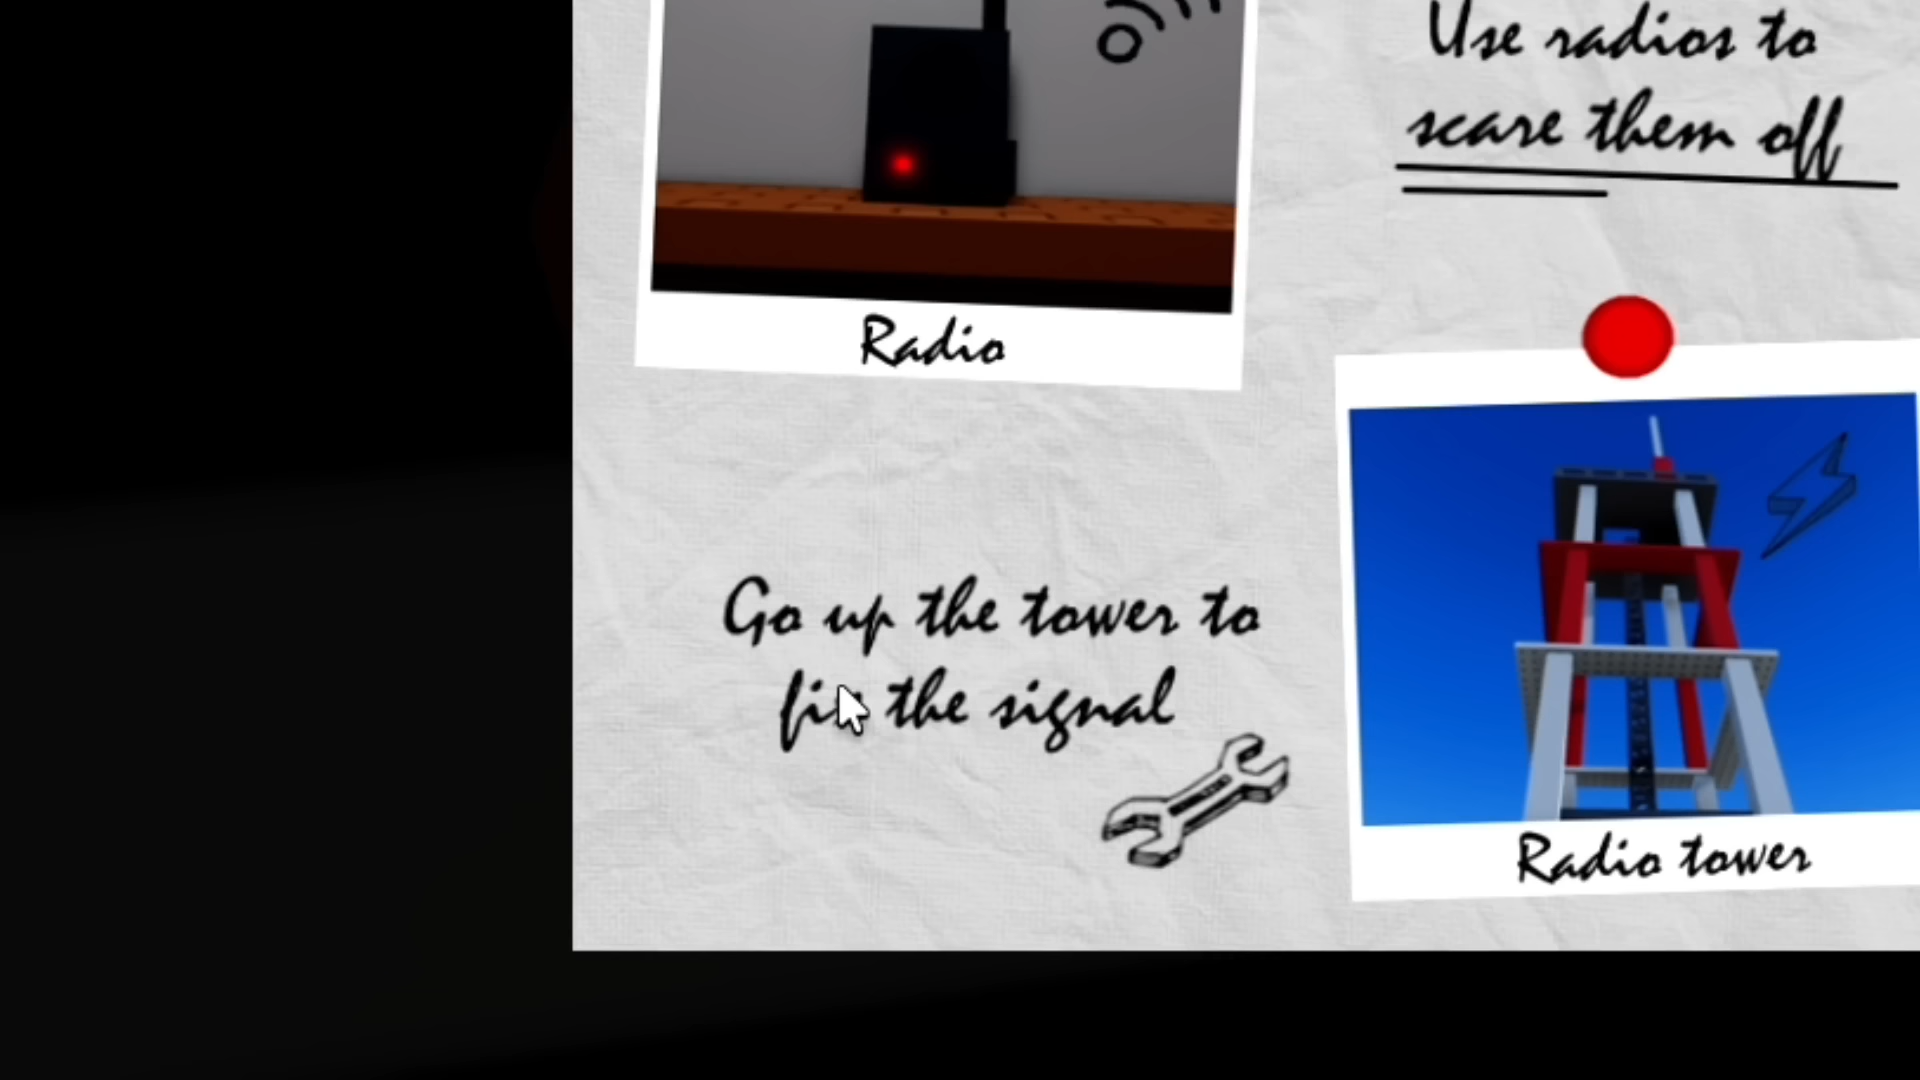 Use radios to
scare them off
Radio
Go up the tower to
fix the signal
Radio tower